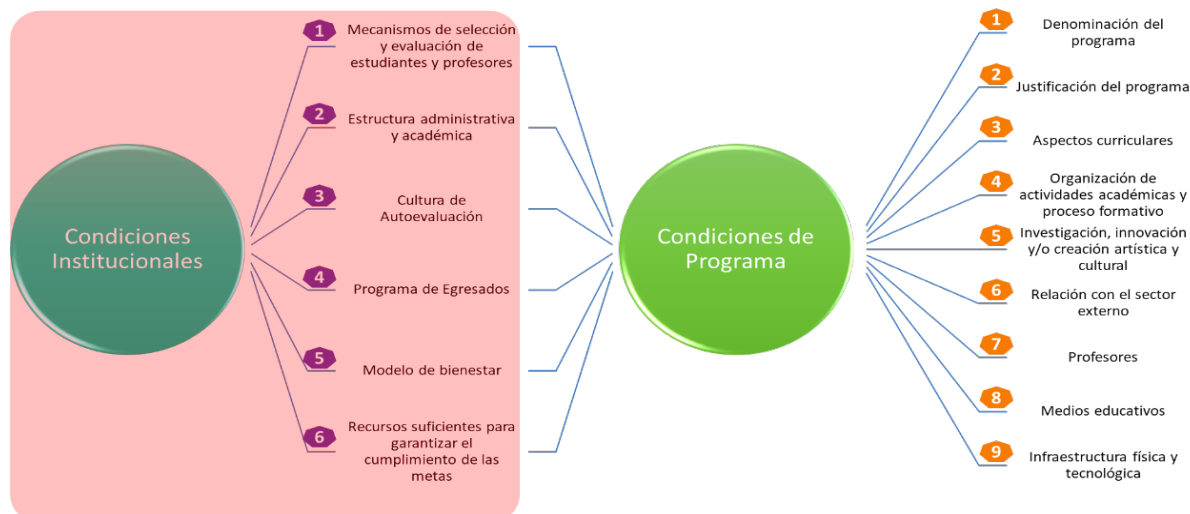 Condiciones
Institucionales
1
Mecanismos de selección
y evaluación de
estudiantes y profesores
2
Estructura administrativa
y académica
3
Cultura de
Autoevaluación
4
Programa de Egresados
5
Modelo de bienestar
6
Recursos suficientes para
garantizar el
cumplimiento de las
metas
Condiciones de
Programa
1
Denominación del
programa
2
Justificación del programa
3
Aspectos curriculares
4
Organización de
actividades académicas y
proceso formativo
5
Investigación, innovación
y/o creación artística y
cultural
6
Relación con el sector
externo
7
Profesores
8
Medios educativos
9
Infraestructura física y
tecnológica